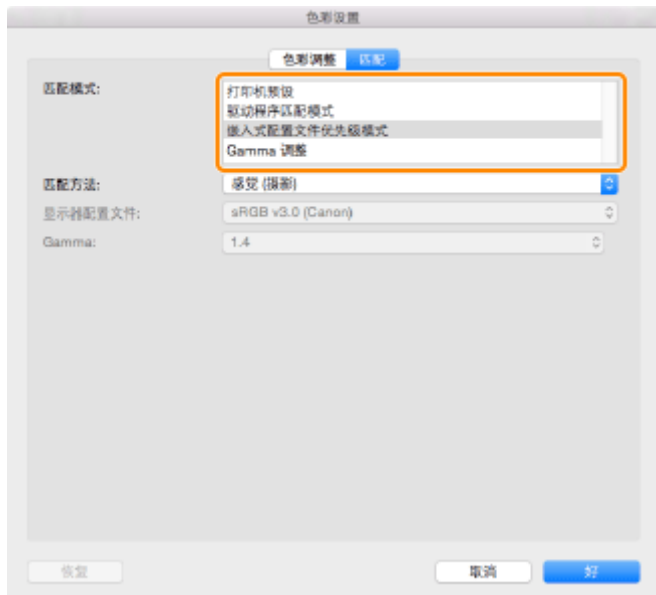 色彩设置
色彩调整 匹配
匹配模式:
打印机预设
驱动程序匹配模式
嵌入式配置文件优先级模式
Gamma 调整
匹配方法: 感觉 (摄影)
显示器配置文件: sRGB v3.0 (Canon)
Gamma: 1.4
恢复 取消 好